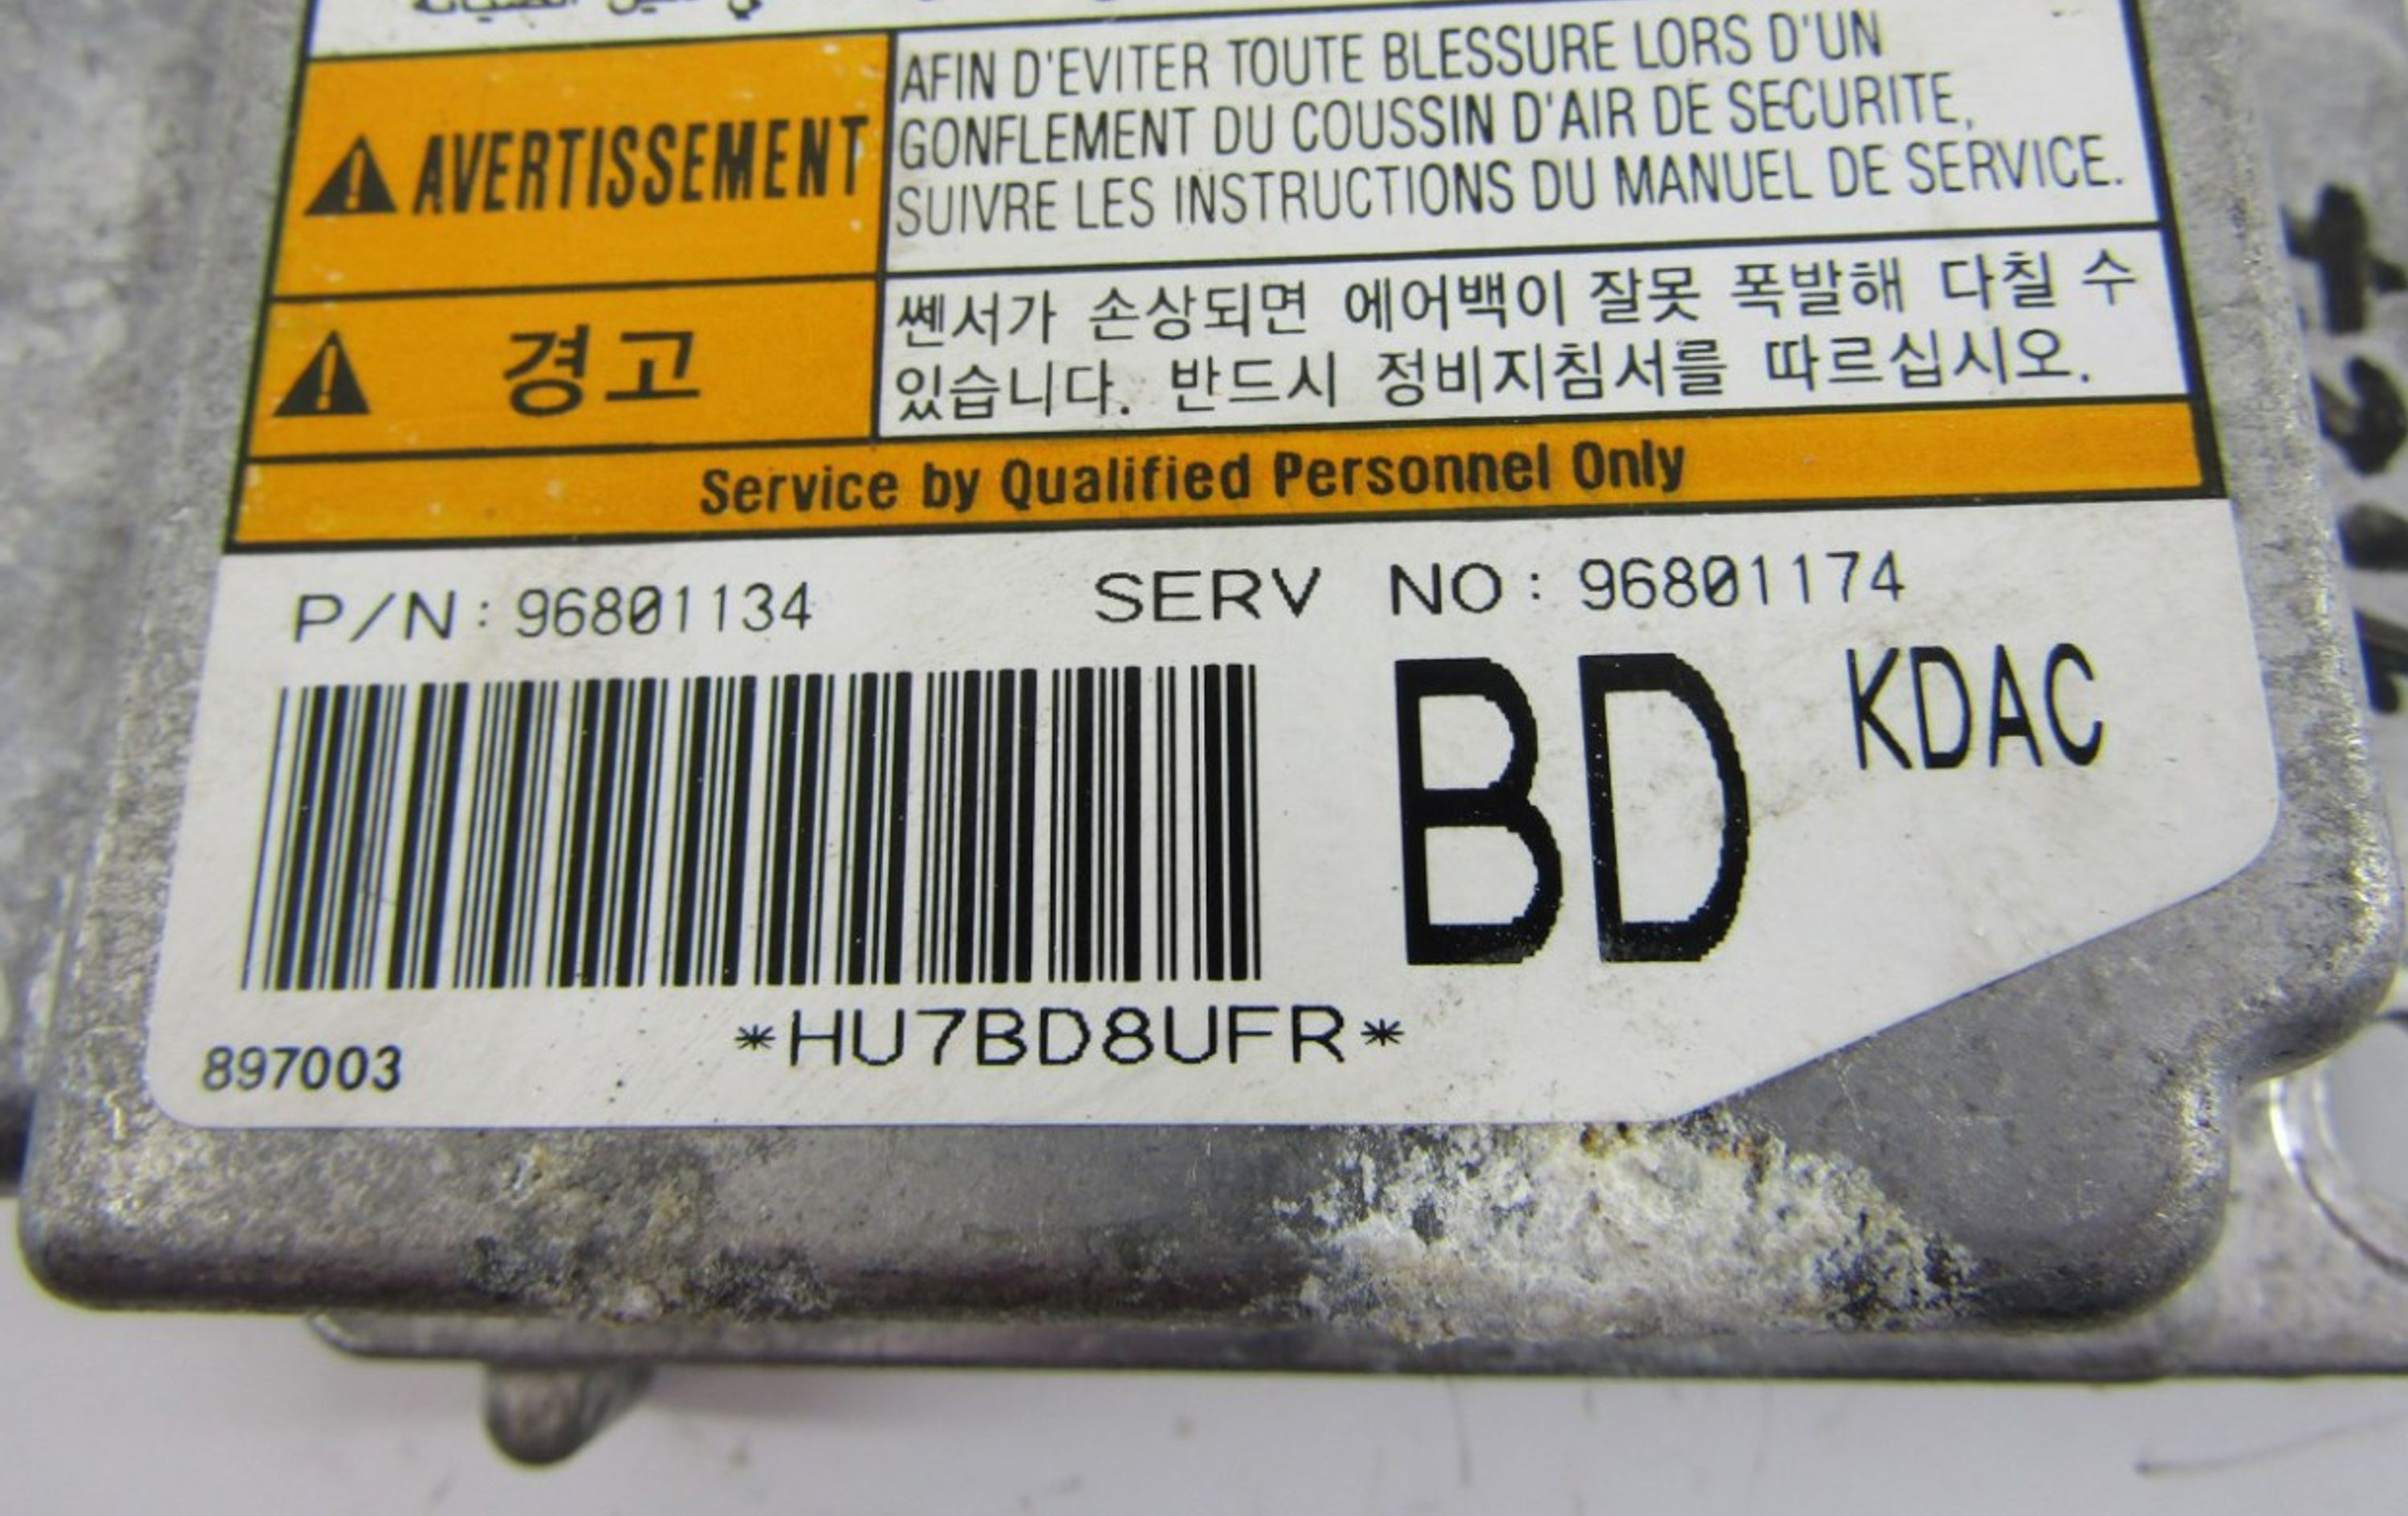 AVERTISSEMENT
AFIN D'EVITER TOUTE BLESSURE LORS D'UN
GONFLEMENT DU COUSSIN D'AIR DE SECURITE,
SUIVRE LES INSTRUCTIONS DU MANUEL DE SERVICE.
경고
쎈서가 손상되면 에어백이 잘못 폭발해 다칠 수
있습니다. 반드시 정비지침서를 따르십시오.
Service by Qualified Personnel Only
P/N: 96801134 SERV NO: 96801174
BD KDAC
*HU7BD8UFR*
897003